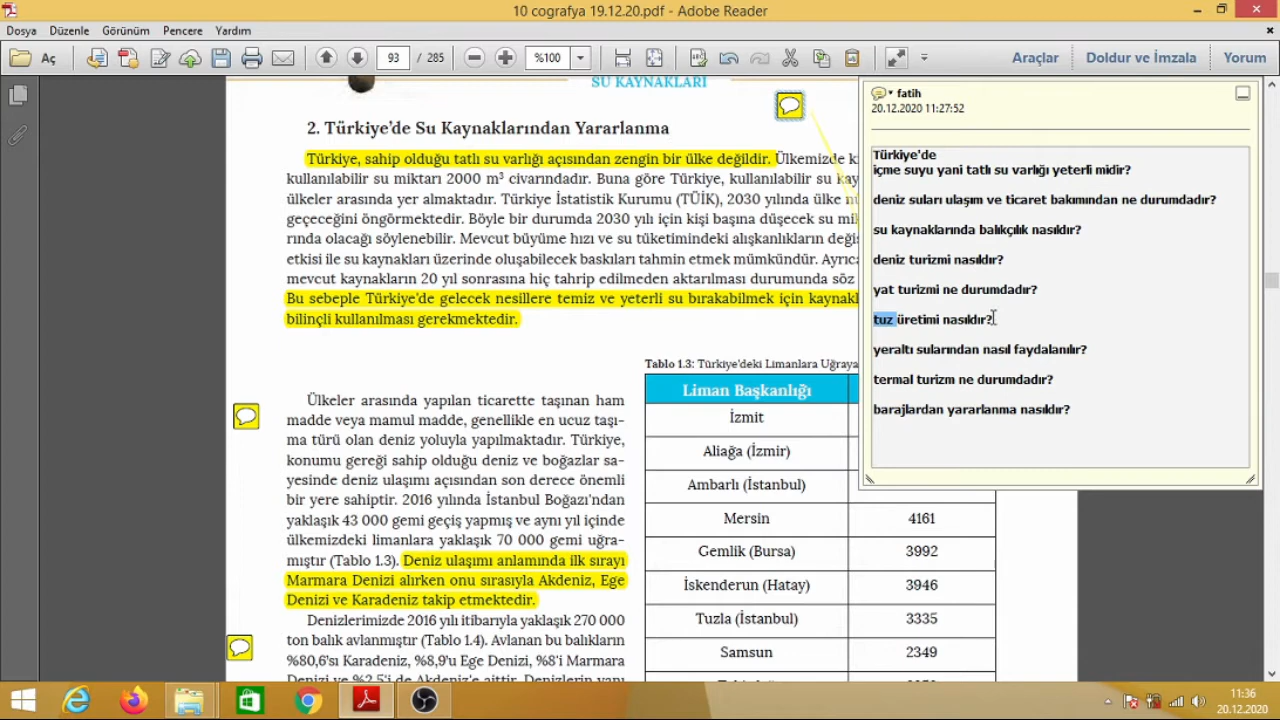 10 cografya 19.12.20.pdf - Adobe Reader
Dosya Düzenle Görünüm Pencere Yardım
Aç 93 / 285 %100 Araçlar Doldur ve İmzala Yorum
SU KAYNAKLARI
2. Türkiye'de Su Kaynaklarından Yararlanma
Türkiye, sahip olduğu tatlı su varlığı açısından zengin bir ülke değildir. Ülkemizde k
kullanılabilir su miktarı 2000 m³ civarındadır. Buna göre Türkiye, kullanılabilir su kay
ülkeler arasında yer almaktadır. Türkiye İstatistik Kurumu (TÜİK), 2030 yılında ülke n
geçeceğini öngörmektedir. Böyle bir durumda 2030 yılı için kişi başına düşecek su mik
rında olacağı söylenebilir. Mevcut büyüme hızı ve su tüketimindeki alışkanlıkların değiş
etkisi ile su kaynakları üzerinde oluşabilecek baskıları tahmin etmek mümkündür. Ayrıca
mevcut kaynakların 20 yıl sonrasına hiç tahrip edilmeden aktarılması durumunda söz
Bu sebeple Türkiye'de gelecek nesillere temiz ve yeterli su bırakabilmek için kaynakl
bilinçli kullanılması gerekmektedir.
Ülkeler arasında yapılan ticarette taşınan ham
madde veya mamul madde, genellikle en ucuz taşı-
ma türü olan deniz yoluyla yapılmaktadır. Türkiye,
konumu gereği sahip olduğu deniz ve boğazlar sa-
yesinde deniz ulaşımı açısından son derece önemli
bir yere sahiptir. 2016 yılında İstanbul Boğazı'ndan
yaklaşık 43 000 gemi geçiş yapmış ve aynı yıl içinde
ülkemizdeki limanlara yaklaşık 70 000 gemi uğra-
mıştır (Tablo 1.3). Deniz ulaşımı anlamında ilk sırayı
Marmara Denizi alırken onu sırasıyla Akdeniz, Ege
Denizi ve Karadeniz takip etmektedir.
Denizlerimizde 2016 yılı itibarıyla yaklaşık 270 000
ton balık avlanmıştır (Tablo 1.4). Avlanan bu balıkların
%80,6'sı Karadeniz, %8,9'u Ege Denizi, %8'i Marmara
Denizi ve %2,5'i de Akdeniz'e aittir. Denizlerin yanı
Tablo 1.3: Türkiye'deki Limanlara Uğraya
Liman Başkanlığı
İzmit
Aliağa (İzmir)
Ambarlı (İstanbul)
Mersin 4161
Gemlik (Bursa) 3992
İskenderun (Hatay) 3946
Tuzla (İstanbul) 3335
Samsun 2349
fatih
20.12.2020 11:27:52
Türkiye'de
içme suyu yani tatlı su varlığı yeterli midir?
deniz suları ulaşım ve ticaret bakımından ne durumdadır?
su kaynaklarında balıkçılık nasıldır?
deniz turizmi nasıldır?
yat turizmi ne durumdadır?
tuz üretimi nasıldır?
yeraltı sularından nasıl faydalanılır?
termal turizm ne durumdadır?
barajlardan yararlanma nasıldır?
11:36
20.12.2020